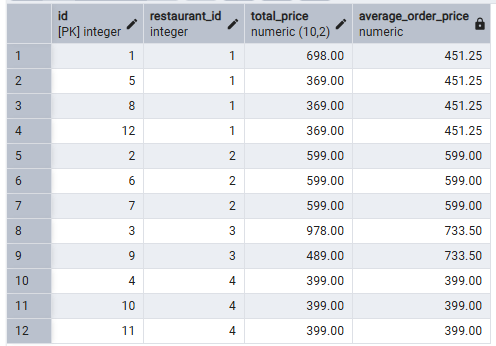 id restaurant_id total_price average_order_price
[PK] integer integer numeric (10,2) numeric
1 1 1 698.00 451.25
2 5 1 369.00 451.25
3 8 1 369.00 451.25
4 12 1 369.00 451.25
5 2 2 599.00 599.00
6 6 2 599.00 599.00
7 7 2 599.00 599.00
8 3 3 978.00 733.50
9 9 3 489.00 733.50
10 4 4 399.00 399.00
11 10 4 399.00 399.00
12 11 4 399.00 399.00